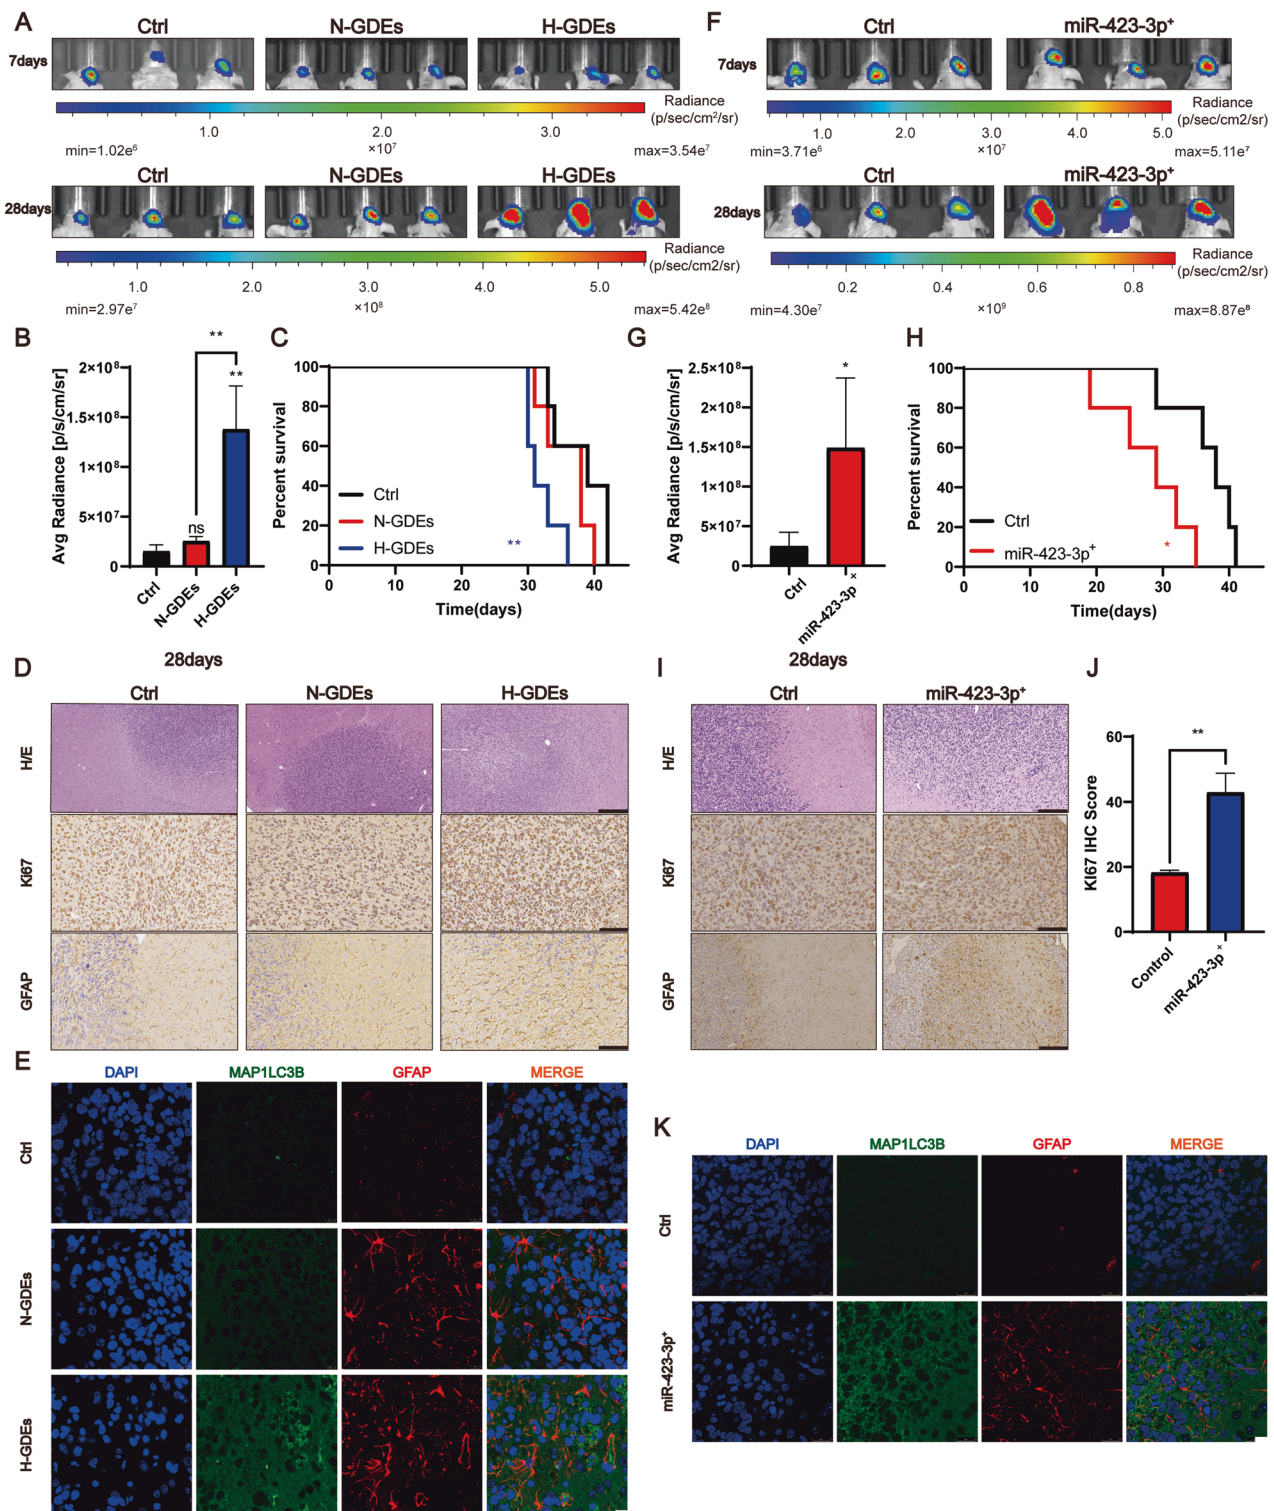 A
Ctrl
N-GDEs
H-GDEs
7days
1.0
2.0
3.0
×10⁷
min=1.02e⁶
max=3.54e⁷
Radiance
(p/sec/cm²/sr)
Ctrl
N-GDEs
H-GDEs
28days
1.0
2.0
3.0
4.0
5.0
×10⁸
min=2.97e⁷
max=5.42e⁸
Radiance
(p/sec/cm2/sr)
F
Ctrl
miR-423-3p⁺
7days
1.0
2.0
3.0
4.0
5.0
×10⁷
min=3.71e⁶
max=5.11e⁷
Radiance
(p/sec/cm2/sr)
Ctrl
miR-423-3p⁺
28days
0.2
0.4
0.6
0.8
×10⁹
min=4.30e⁷
max=8.87e⁸
Radiance
(p/sec/cm2/sr)
B
Avg Radiance [p/s/cm/sr]
2×10⁸
1.5×10⁸
1×10⁸
5×10⁷
0
ns
**
**
Ctrl
N-GDEs
H-GDEs
C
Percent survival
100
80
60
40
20
0
Ctrl
N-GDEs
H-GDEs
**
0
10
20
30
40
Time(days)
G
Avg Radiance [p/s/cm/sr]
2.5×10⁸
2×10⁸
1.5×10⁸
1×10⁸
5×10⁷
0
*
Ctrl
miR-423-3p⁺
H
Percent survival
100
80
60
40
20
0
Ctrl
miR-423-3p⁺
*
0
10
20
30
40
Time(days)
D
28days
Ctrl
N-GDEs
H-GDEs
H/E
Ki67
GFAP
I
28days
Ctrl
miR-423-3p⁺
H/E
Ki67
GFAP
J
KI67 IHC Score
60
40
20
0
**
Control
miR-423-3p⁺
E
DAPI
MAP1LC3B
GFAP
MERGE
Ctrl
N-GDEs
H-GDEs
K
DAPI
MAP1LC3B
GFAP
MERGE
Ctrl
miR-423-3p⁺